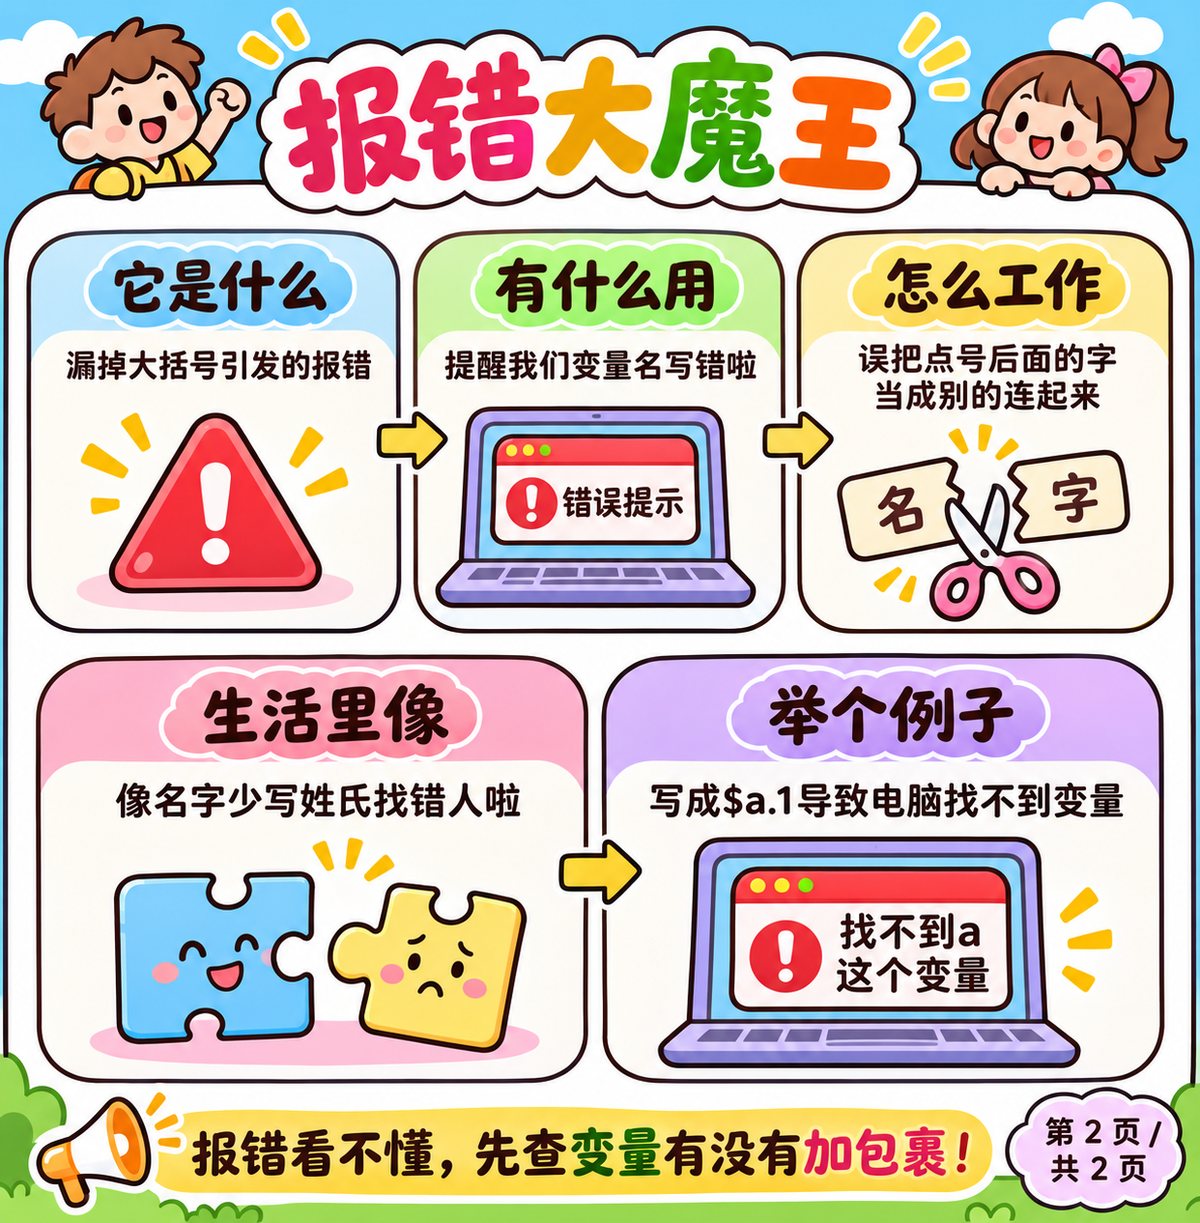 报错大魔王
它是什么
漏掉大括号引发的报错
有什么用
提醒我们变量名写错啦
错误提示
怎么工作
误把点号后面的字
当成别的连起来
名 字
生活里像
像名字少写姓氏找错人啦
举个例子
写成$a.1导致电脑找不到变量
找不到a
这个变量
报错看不懂，先查变量有没有加包裹！
第 2 页 /
共 2 页